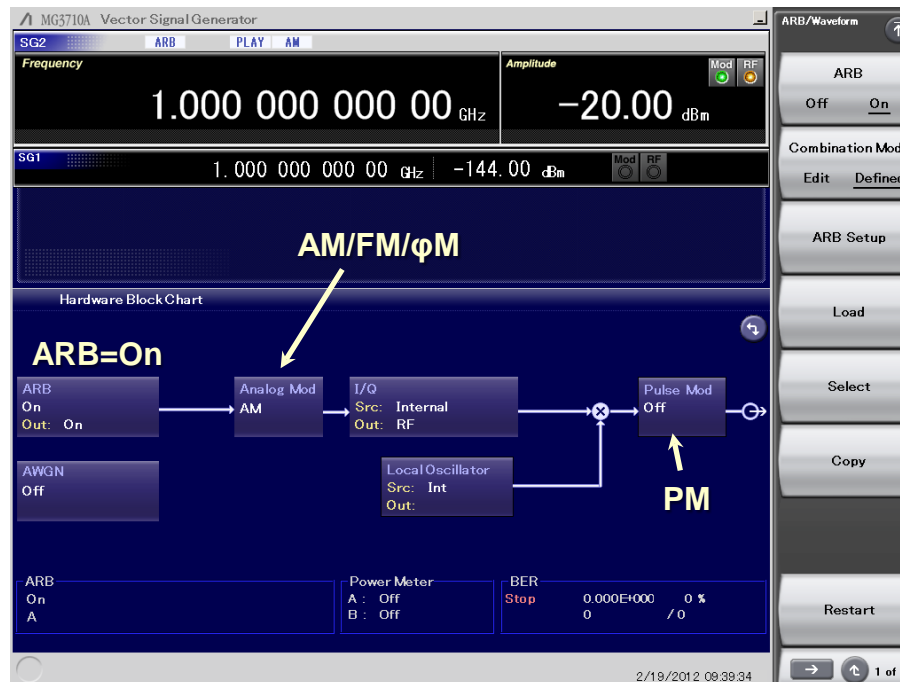 MG3710A Vector Signal Generator
ARB/Waveform
SG2 ARB PLAY AM
Frequency
Amplitude
Mod RF
1.000 000 000 00 GHz
-20.00 dBm
SG1
1.000 000 000 00 GHz
-144.00 dBm
Mod RF
ARB
Off On
Combination Mod
Edit Defined
ARB Setup
Load
Select
Copy
Restart
1 of
AM/FM/φM
Hardware Block Chart
ARB=On
ARB
On
Out: On
Analog Mod
AM
I/Q
Src: Internal
Out: RF
Pulse Mod
Off
AWGN
Off
Local Oscillator
Src: Int
Out:
PM
ARB
On
A
Power Meter
A : Off
B : Off
BER
Stop 0.000E+000 0 %
0 / 0
2/19/2012 09:39:34